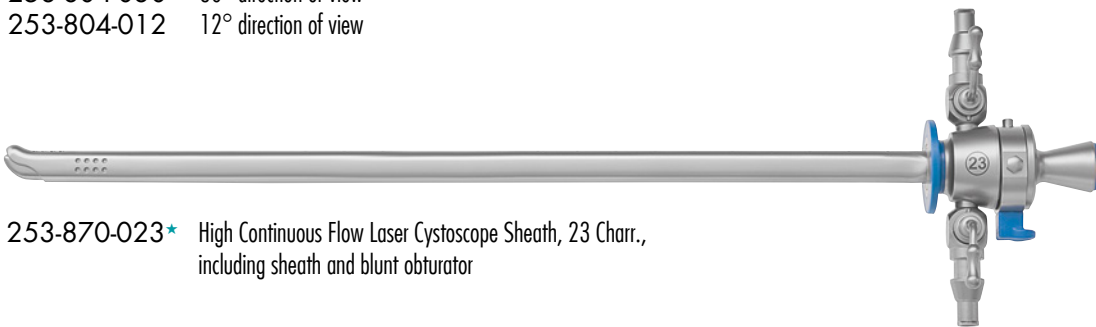 253-804-012 12° direction of view
23
253-870-023★ High Continuous Flow Laser Cystoscope Sheath, 23 Charr.,
including sheath and blunt obturator